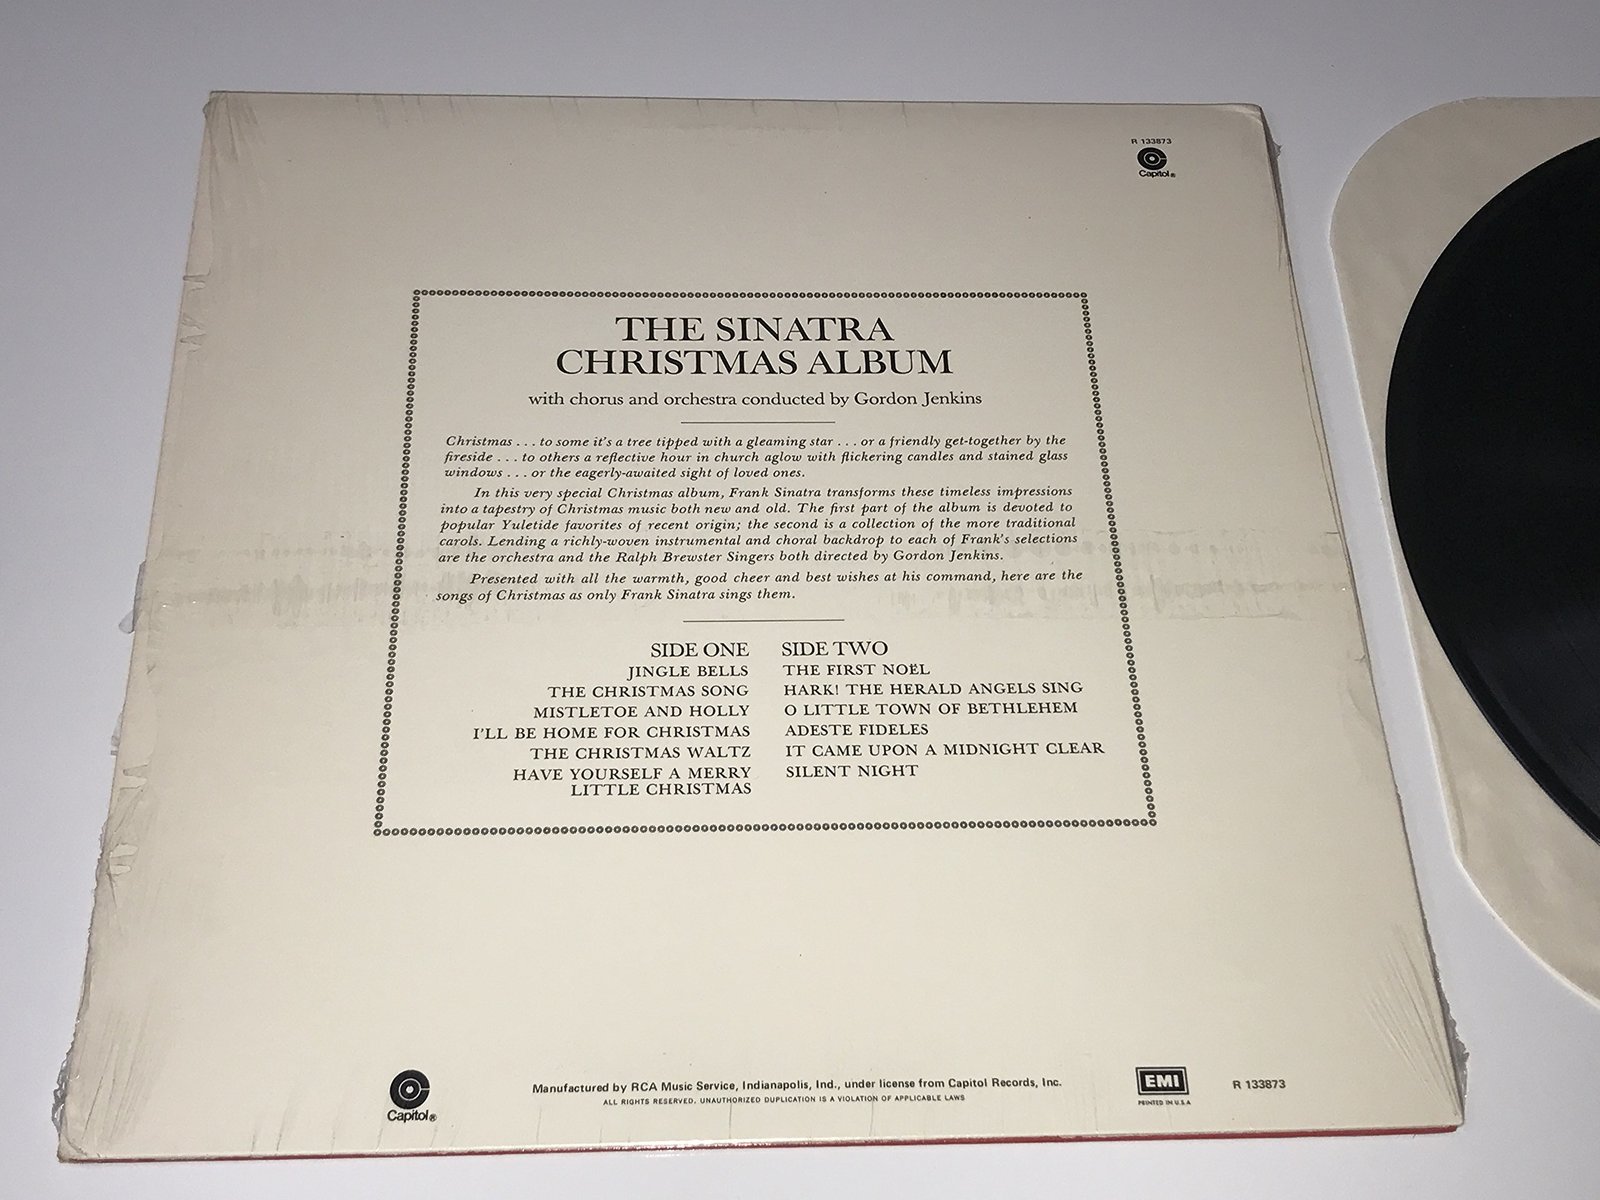 R 133873
Capitol®
THE SINATRA
CHRISTMAS ALBUM
with chorus and orchestra conducted by Gordon Jenkins
Christmas . . . to some it's a tree tipped with a gleaming star . . . or a friendly get-together by the
fireside . . . to others a reflective hour in church aglow with flickering candles and stained glass
windows . . . or the eagerly-awaited sight of loved ones.
In this very special Christmas album, Frank Sinatra transforms these timeless impressions
into a tapestry of Christmas music both new and old. The first part of the album is devoted to
popular Yuletide favorites of recent origin; the second is a collection of the more traditional
carols. Lending a richly-woven instrumental and choral backdrop to each of Frank's selections
are the orchestra and the Ralph Brewster Singers both directed by Gordon Jenkins.
Presented with all the warmth, good cheer and best wishes at his command, here are the
songs of Christmas as only Frank Sinatra sings them.
SIDE ONE
JINGLE BELLS
THE CHRISTMAS SONG
MISTLETOE AND HOLLY
I'LL BE HOME FOR CHRISTMAS
THE CHRISTMAS WALTZ
HAVE YOURSELF A MERRY
LITTLE CHRISTMAS
SIDE TWO
THE FIRST NOËL
HARK! THE HERALD ANGELS SING
O LITTLE TOWN OF BETHLEHEM
ADESTE FIDELES
IT CAME UPON A MIDNIGHT CLEAR
SILENT NIGHT
Capitol®
Manufactured by RCA Music Service, Indianapolis, Ind., under license from Capitol Records, Inc.
ALL RIGHTS RESERVED. UNAUTHORIZED DUPLICATION IS A VIOLATION OF APPLICABLE LAWS
EMI
PRINTED IN U.S.A
R 133873